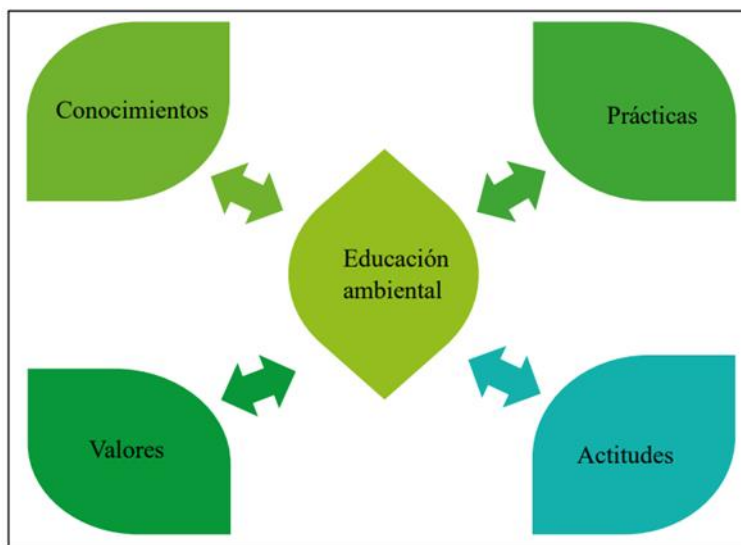 Conocimientos
Prácticas
Educación
ambiental
Valores
Actitudes